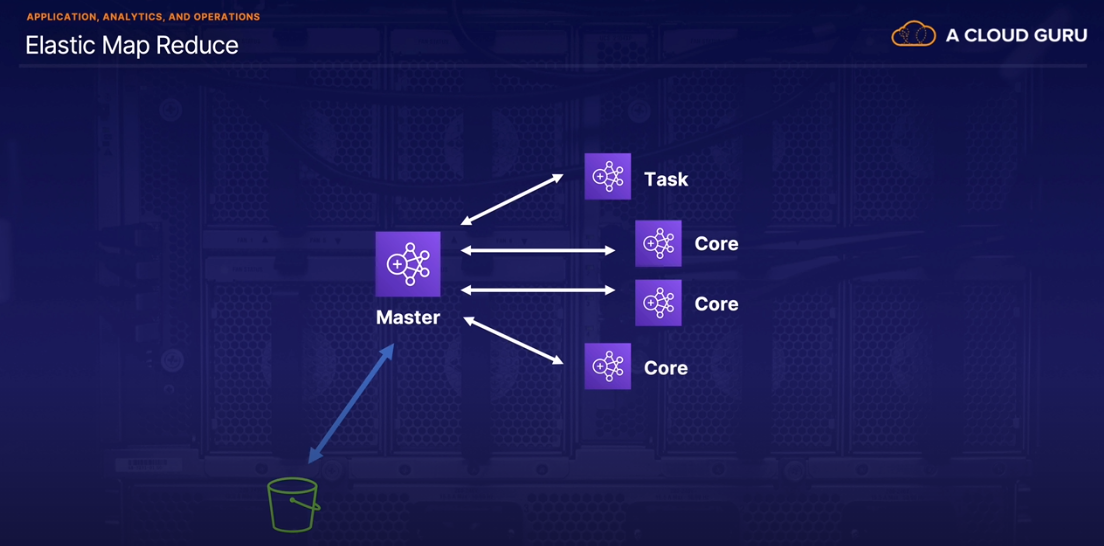 APPLICATION, ANALYTICS, AND OPERATIONS
Elastic Map Reduce
A CLOUD GURU
Task
Core
Core
Master
Core